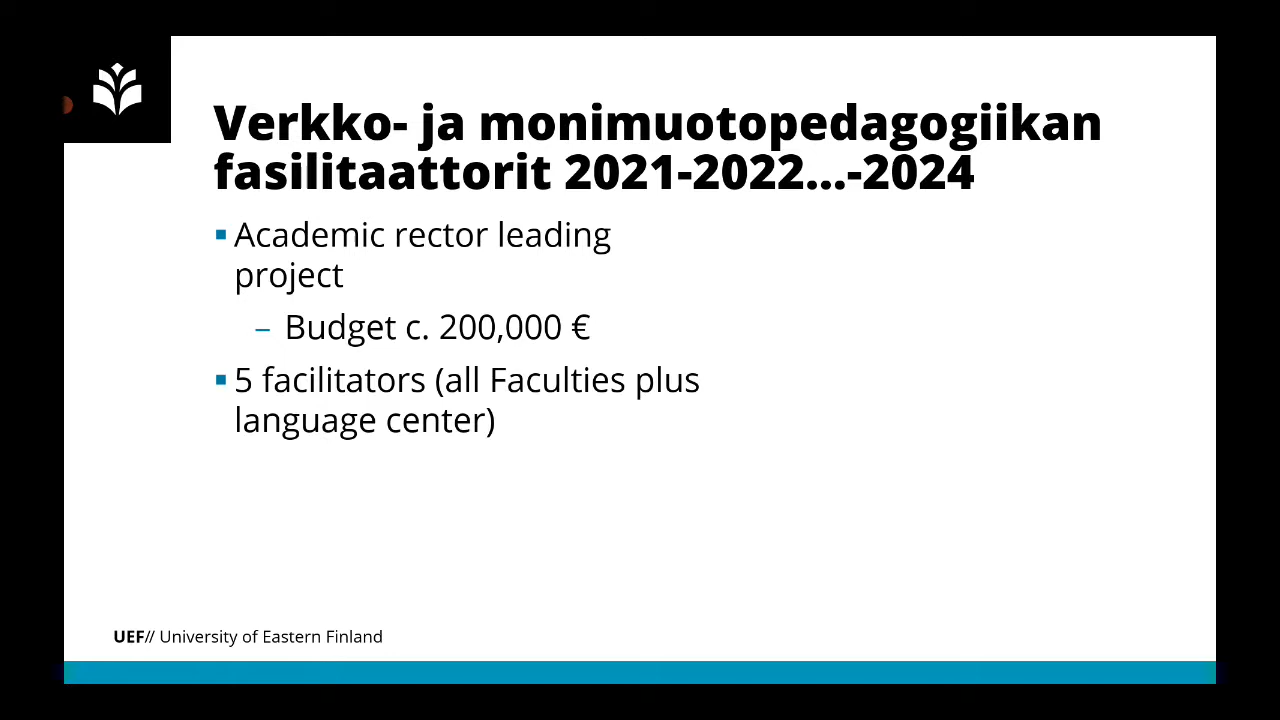 Verkko- ja monimuotopedagogiikan
fasilitaattorit 2021-2022...-2024
Academic rector leading
project
– Budget c. 200,000 €
5 facilitators (all Faculties plus
language center)
UEF// University of Eastern Finland